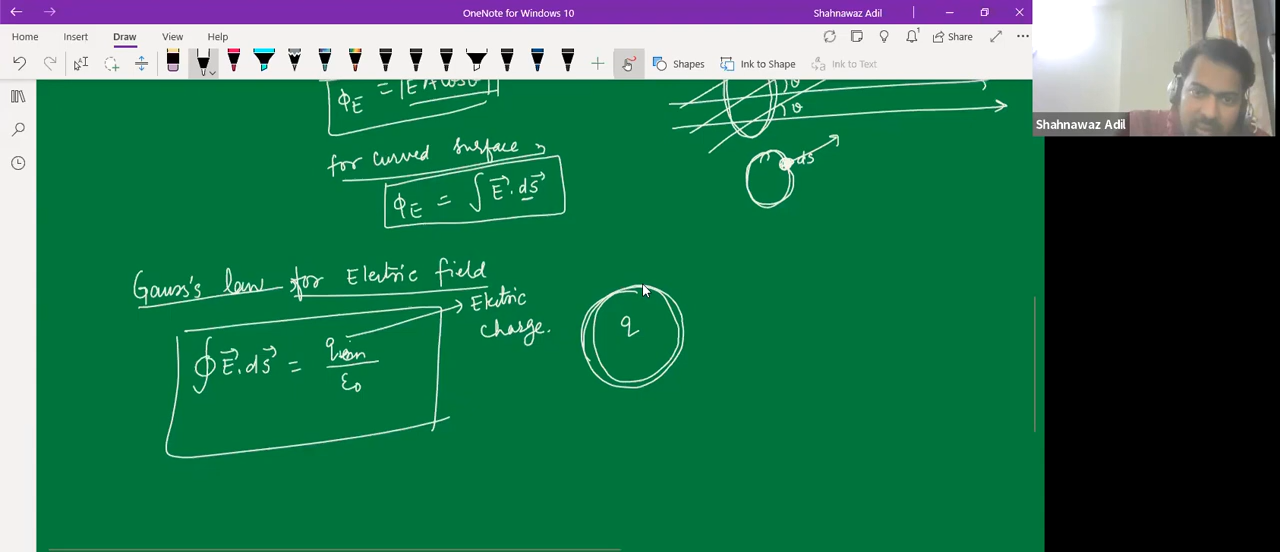 OneNote for Windows 10
Shahnawaz Adil
Home Insert Draw View Help
Share
Shapes Ink to Shape Ink to Text
Shahnawaz Adil
ϕE = |EA cosθ|
θ
θ
ds
for curved surface,
ϕE = ∫ E⃗. ds⃗
Gauss's law for Electric field
Electric
charge.
q
∮ E⃗. ds⃗ =
ε0